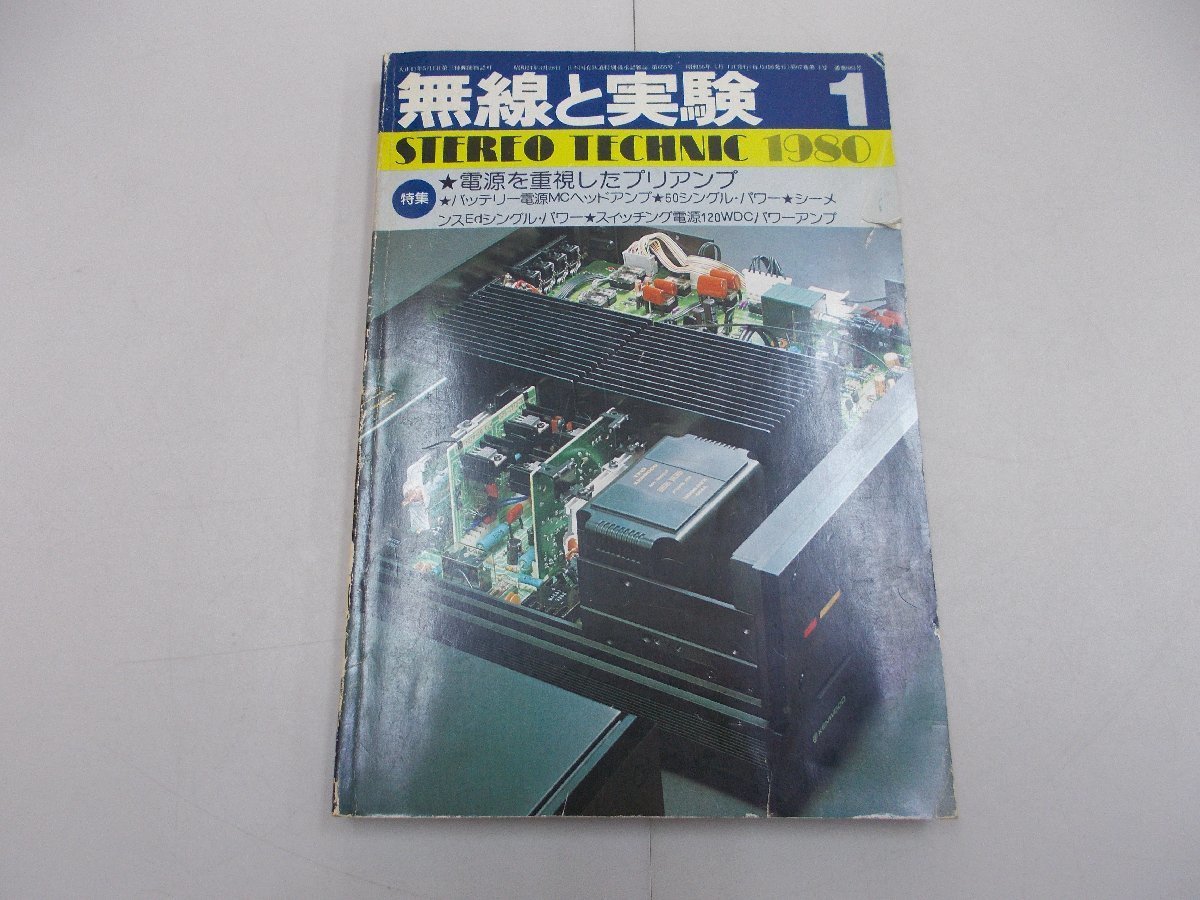 無線と実験 1
STEREO TECHNIC 1980
特集
★電源を重視したプリアンプ
★バッテリー電源MCヘッドアンプ★50シングル・パワー★シーメ
ンスEdシングル・パワー★スイッチング電源120WDCパワーアンプ
KENWOOD